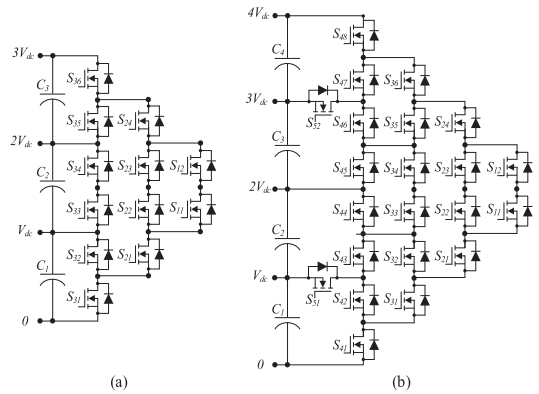 3V_dc
S_36
C_3
S_35
S_24
2V_dc
S_34
S_23
S_12
C_2
S_33
S_22
S_11
V_dc
S_32
S_21
C_1
S_31
0
(a)
4V_dc
S_48
C_4
S_47
S_36
3V_dc
S_52
S_46
S_35
S_24
C_3
S_45
S_34
S_23
S_12
2V_dc
S_44
S_33
S_22
S_11
C_2
S_43
S_32
S_21
V_dc
S_51
S_42
S_31
C_1
S_41
0
(b)